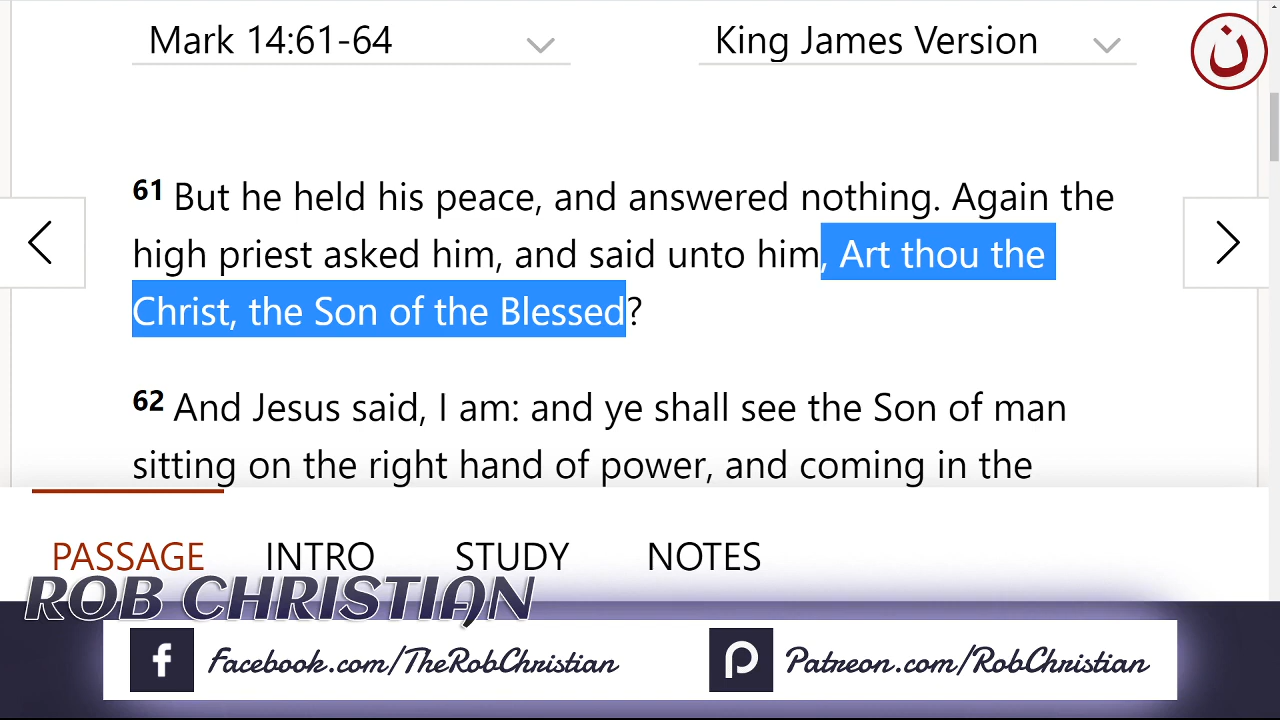 Mark 14:61-64
King James Version
ن
61 But he held his peace, and answered nothing. Again the
high priest asked him, and said unto him, Art thou the
Christ, the Son of the Blessed?
62 And Jesus said, I am: and ye shall see the Son of man
sitting on the right hand of power, and coming in the
PASSAGE INTRO STUDY NOTES
ROB CHRISTIAN
Facebook.com/TheRobChristian
Patreon.com/RobChristian